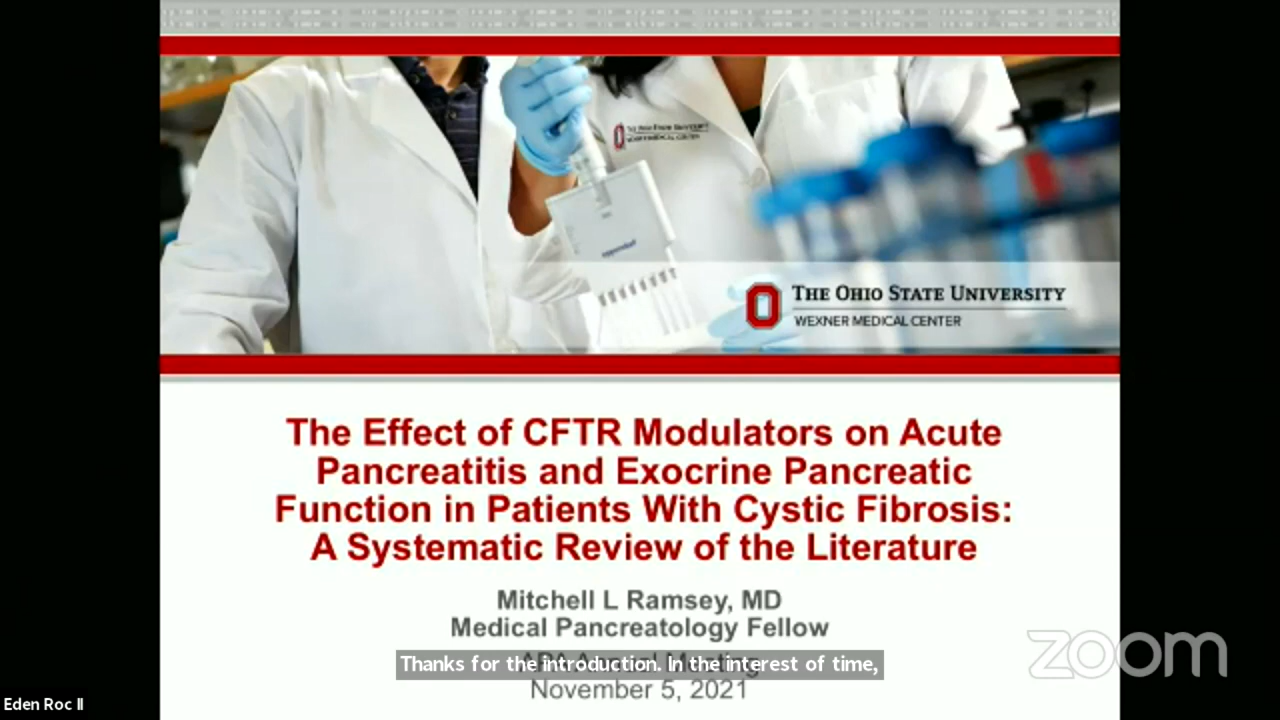 THE OHIO STATE UNIVERSITY
WEXNER MEDICAL CENTER
The Effect of CFTR Modulators on Acute
Pancreatitis and Exocrine Pancreatic
Function in Patients With Cystic Fibrosis:
A Systematic Review of the Literature
Mitchell L Ramsey, MD
Medical Pancreatology Fellow
Thanks for the introduction. In the interest of time,
November 5, 2021
zoom
Eden Roc II